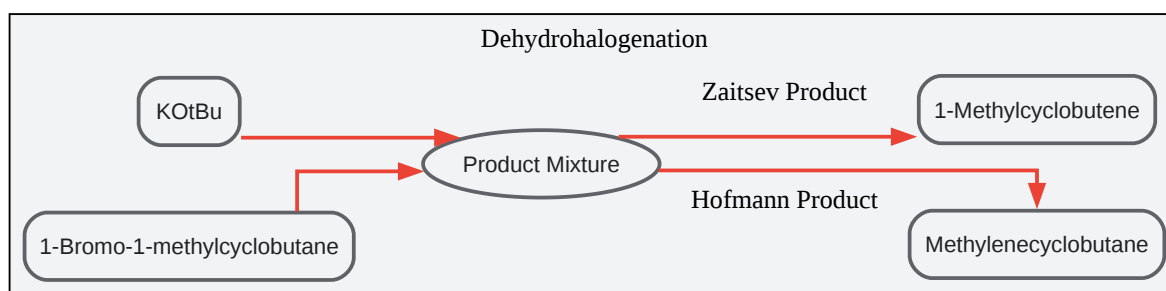 Dehydrohalogenation
KOtBu
Zaitsev Product
1-Methylcyclobutene
Product Mixture
Hofmann Product
1-Bromo-1-methylcyclobutane
Methylenecyclobutane